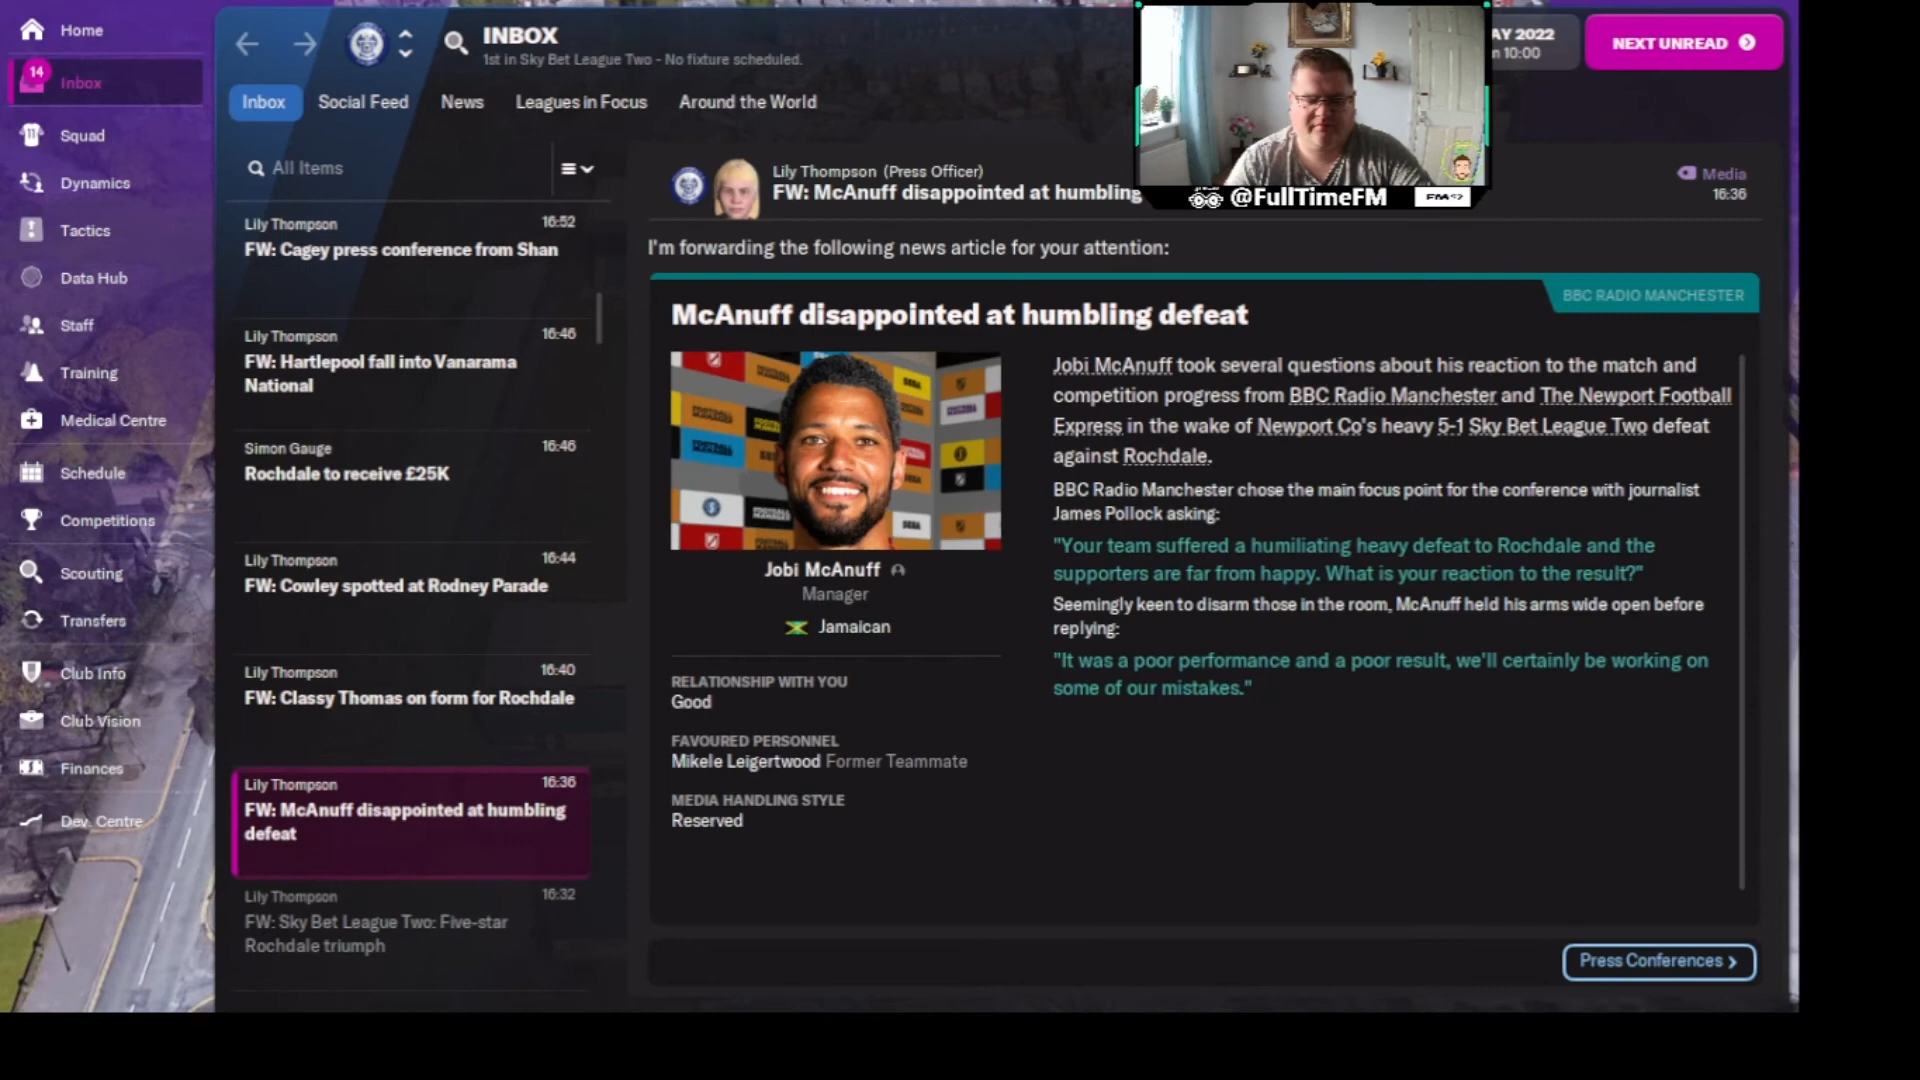 Home
14
Inbox
Squad
Dynamics
Tactics
Data Hub
Staff
Training
Medical Centre
Schedule
Competitions
Scouting
Transfers
Club Info
Club Vision
Finances
Dev. Centre
INBOX
1st in Sky Bet League Two - No fixture scheduled.
AY 2022
10:00
NEXT UNREAD
Inbox Social Feed News Leagues in Focus Around the World
All Items
Lily Thompson 16:52
FW: Cagey press conference from Shan
Lily Thompson 16:46
FW: Hartlepool fall into Vanarama
National
Simon Gauge 16:46
Rochdale to receive £25K
Lily Thompson 16:44
FW: Cowley spotted at Rodney Parade
Lily Thompson 16:40
FW: Classy Thomas on form for Rochdale
Lily Thompson 16:36
FW: McAnuff disappointed at humbling
defeat
Lily Thompson 16:32
FW: Sky Bet League Two: Five-star
Rochdale triumph
Lily Thompson (Press Officer)
FW: McAnuff disappointed at humbling
@FullTimeFM
Media
16:36
I'm forwarding the following news article for your attention:
BBC RADIO MANCHESTER
McAnuff disappointed at humbling defeat
Jobi McAnuff
Manager
Jamaican
RELATIONSHIP WITH YOU
Good
FAVOURED PERSONNEL
Mikele Leigertwood Former Teammate
MEDIA HANDLING STYLE
Reserved
Jobi McAnuff took several questions about his reaction to the match and
competition progress from BBC Radio Manchester and The Newport Football
Express in the wake of Newport Co's heavy 5-1 Sky Bet League Two defeat
against Rochdale.
BBC Radio Manchester chose the main focus point for the conference with journalist
James Pollock asking:
"Your team suffered a humiliating heavy defeat to Rochdale and the
supporters are far from happy. What is your reaction to the result?"
Seemingly keen to disarm those in the room, McAnuff held his arms wide open before
replying:
"It was a poor performance and a poor result, we'll certainly be working on
some of our mistakes."
Press Conferences